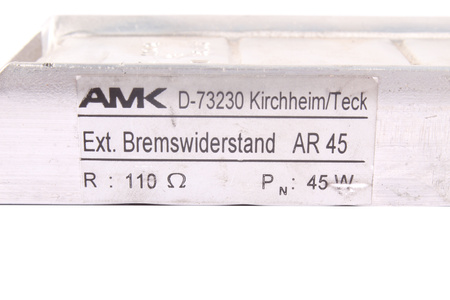 AMK D-73230 Kirchheim/Teck
Ext. Bremswiderstand AR 45
R : 110 Ω P N : 45 W